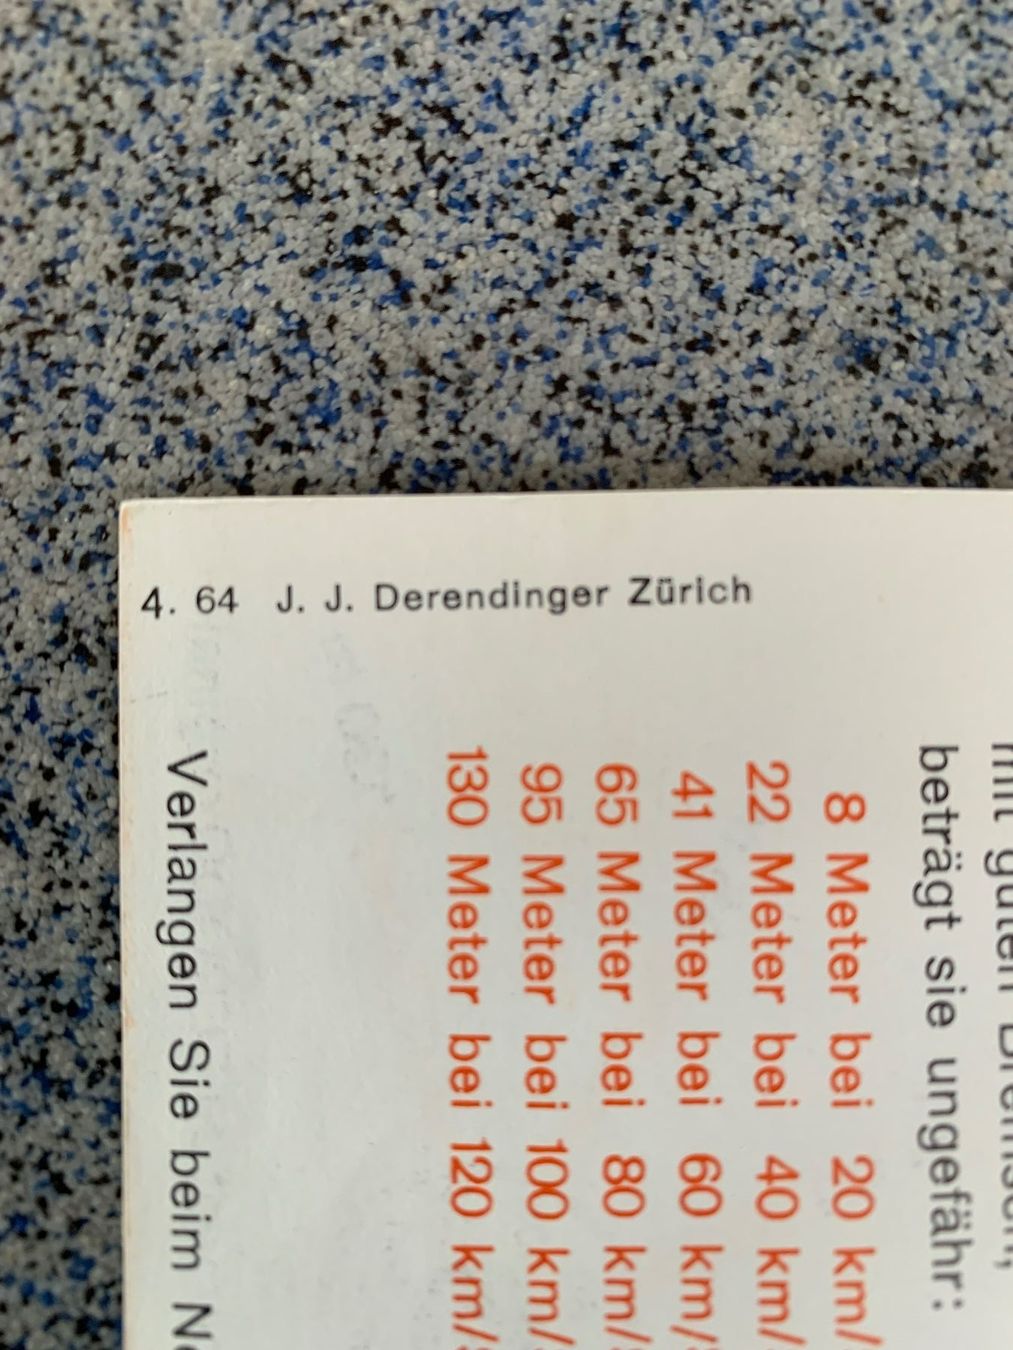 4. 64 J. J. Derendinger Zürich
beträgt sie ungefähr:
8 Meter bei 20 km/
22 Meter bei 40 km/
41 Meter bei 60 km/
65 Meter bei 80 km/
95 Meter bei 100 km/
130 Meter bei 120 km/
Verlangen Sie beim